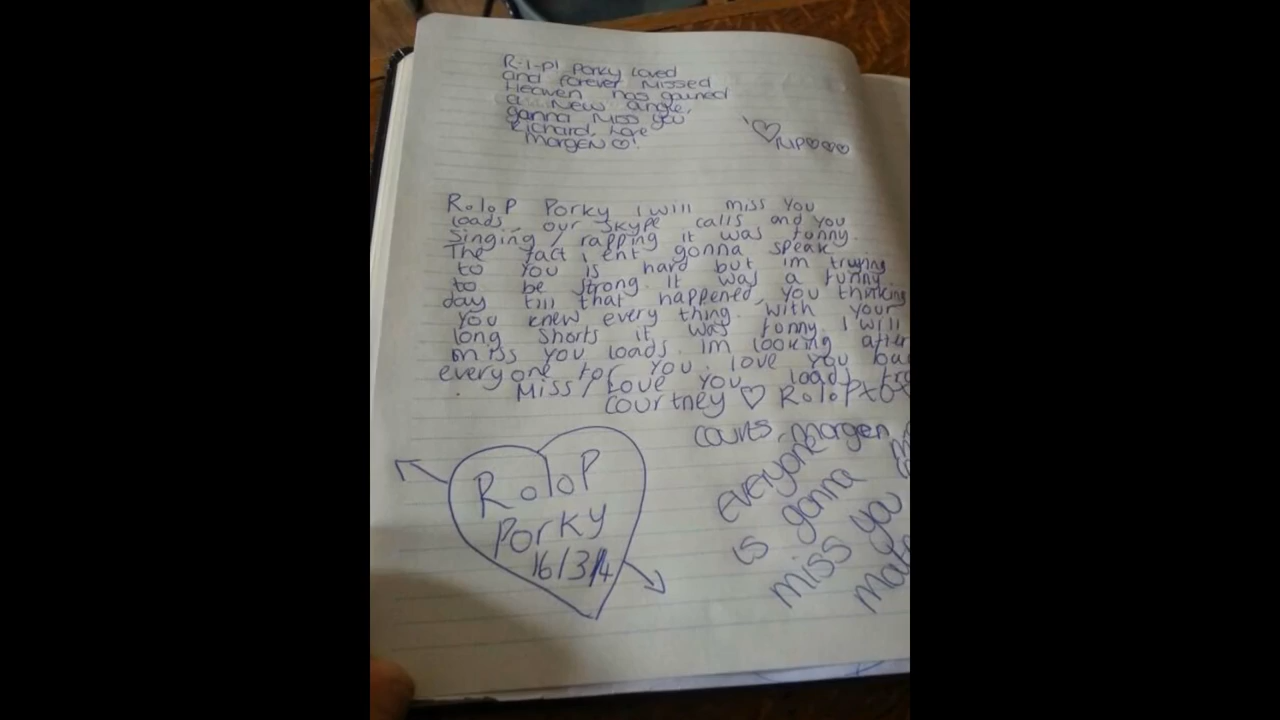 R-I-P! Porky Loved
and forever missed
Heaven has gained
a New angle,
ganna Miss you
Richard, Love
Morgen ♡!
♡ RIP♡♡♡
R.I.P Porky I will miss you
loads. our skype calls and you
Singing / rapping it was funny.
The fact i ent gonna speak
to you is hard but im truying
to be strong. it was a funny
day till that happened, you thinking
you knew every thing. with your
long shorts it was funny. I will
miss you loads. im looking after
everyone for you. love you
Miss / Love you loads
Courtney ♡ R.I.P
Courts, Morgen
everyone
is gonna
miss you
R.I.P
Porky
16/3/14